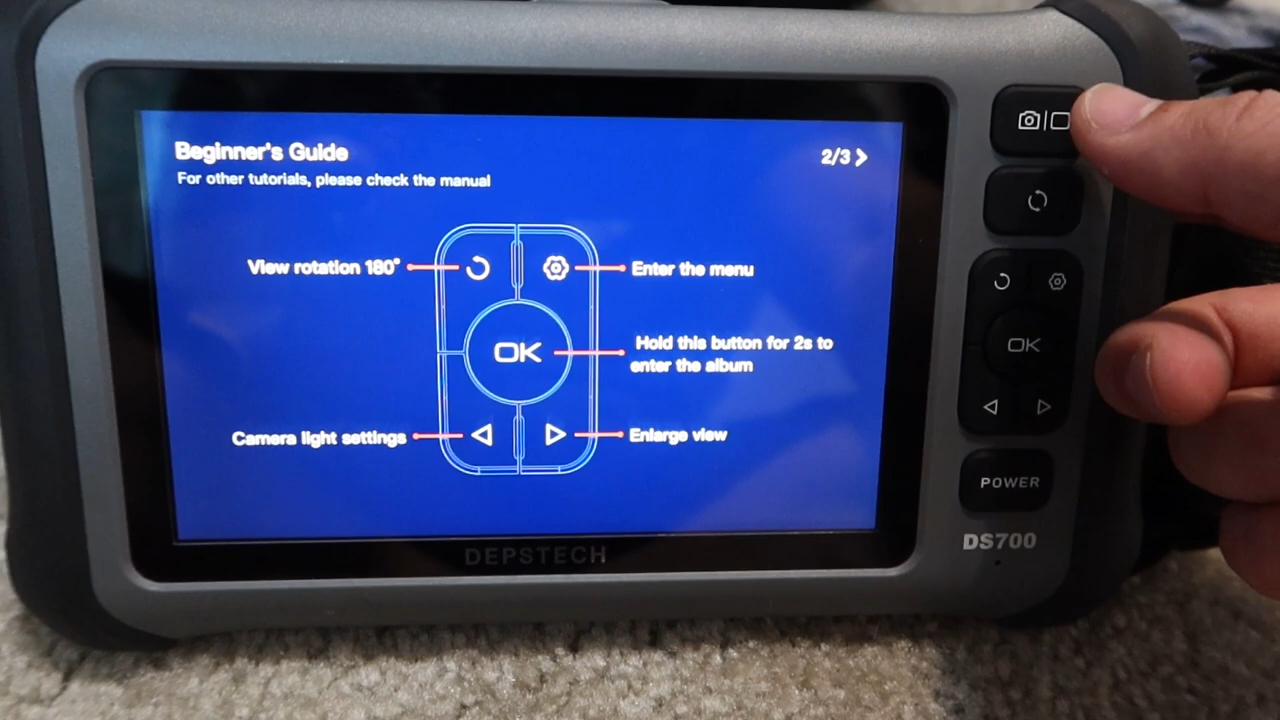 Beginner's Guide
2/3
For other tutorials, please check the manual
View rotation 180°
Enter the menu
OK
Hold this button for 2s to
enter the album
Camera light settings
Enlarge view
DEPSTECH
OK
POWER
DS700